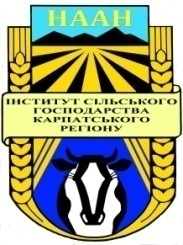 НААН
ІНСТИТУТ СІЛЬСЬКОГО
ГОСПОДАРСТВА
КАРПАТСЬКОГО
РЕГІОНУ